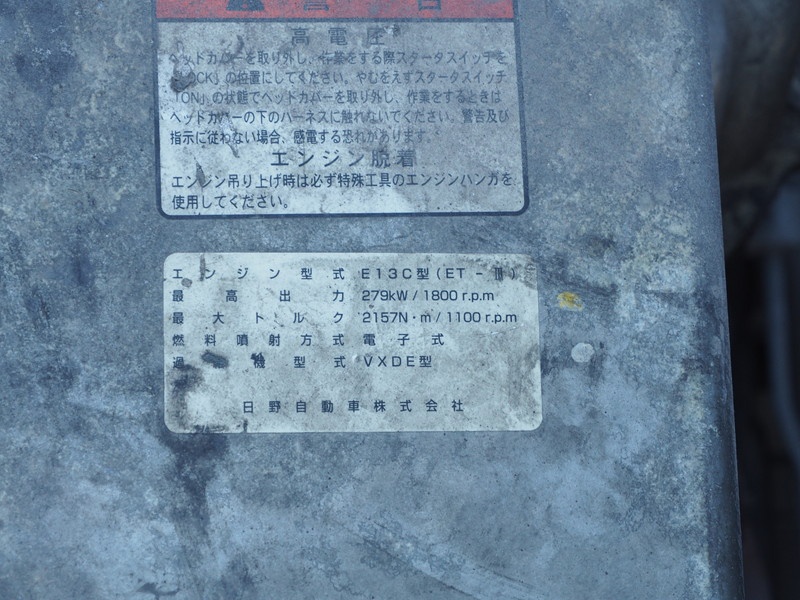 警告
高電圧
ヘッドカバーを取り外し、作業をする際スタータスイッチを
「LOCK」の位置にしてください。やむをえずスタータスイッチ
「ON」の状態でヘッドカバーを取り外し、作業をするときは
ヘッドカバーの下のハーネスに触れないでください。警告及び
指示に従わない場合、感電する恐れがあります。
エンジン脱着
エンジン吊り上げ時は必ず特殊工具のエンジンハンガを
使用してください。
エンジン型式 E13C型(ET-Ⅲ)
最高出力 279kW/1800r.p.m
最大トルク 2157N・m/1100r.p.m
燃料噴射方式 電子式
過 機型式 VXDE型
日野自動車株式会社